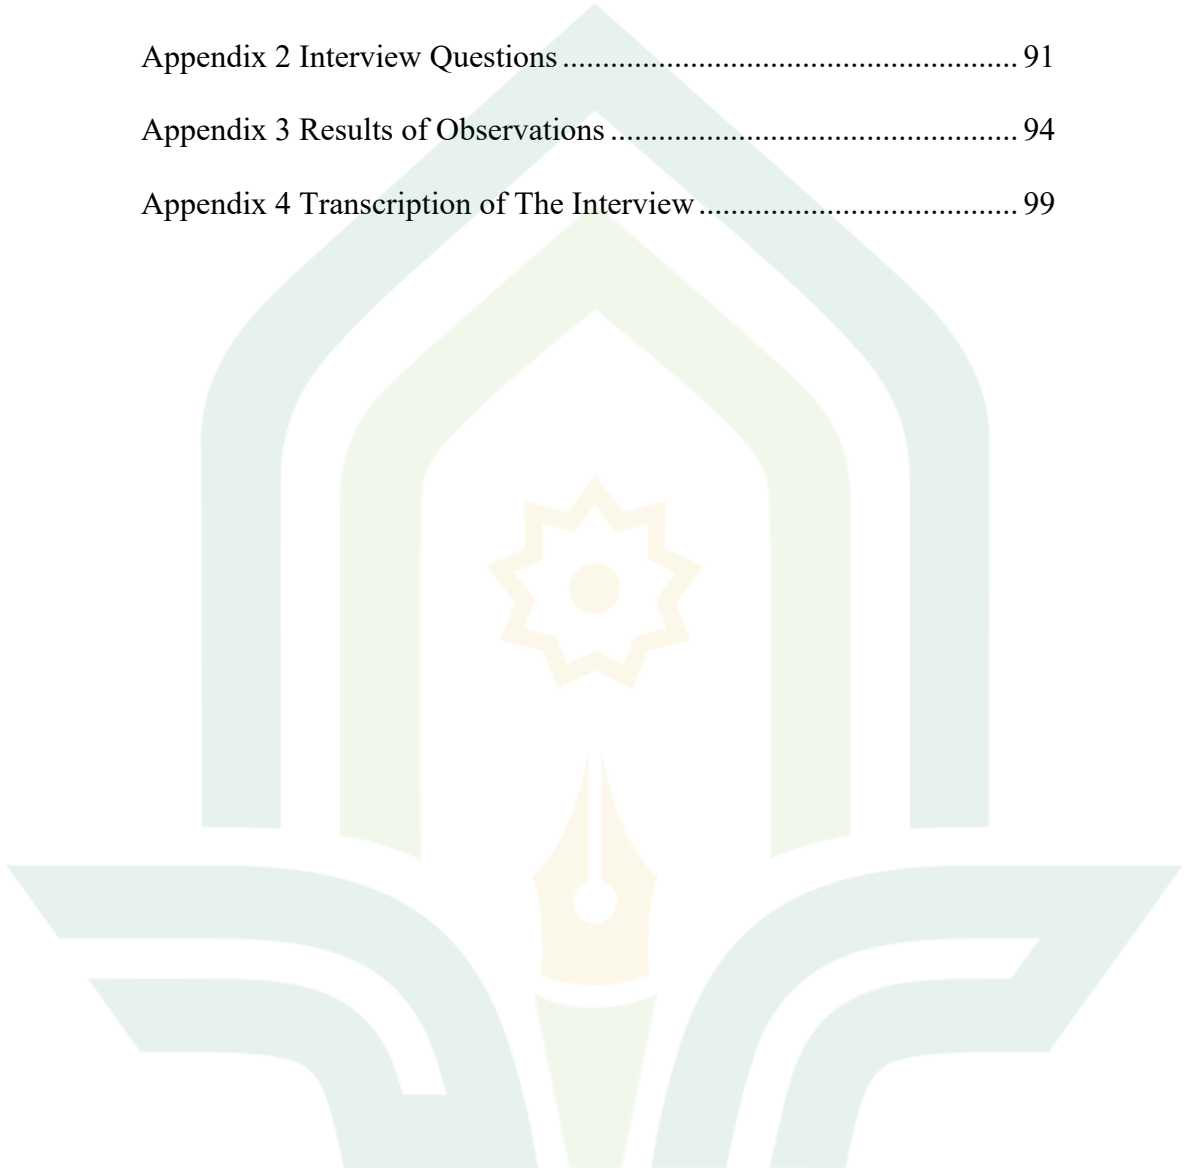 Appendix 2 Interview Questions .......................................................... 91
Appendix 3 Results of Observations .................................................... 94
Appendix 4 Transcription of The Interview ......................................... 99